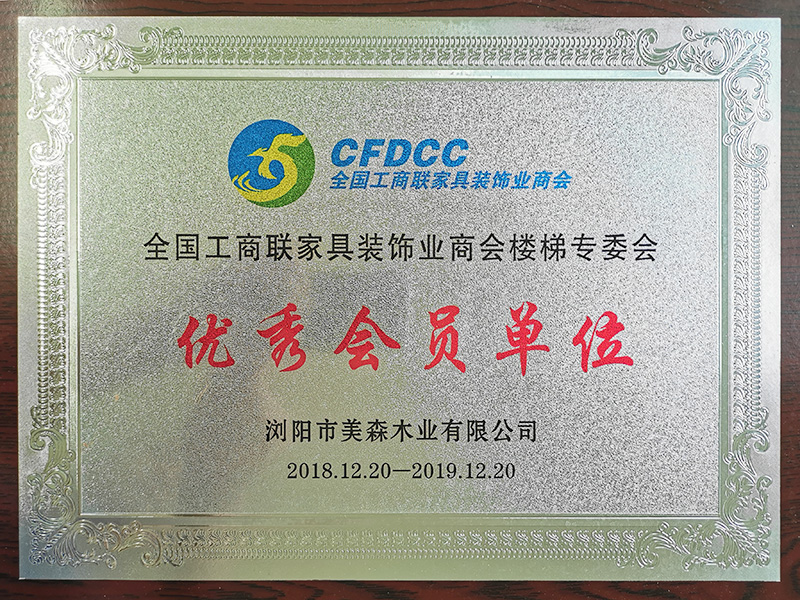 CFDCC
全国工商联家具装饰业商会
全国工商联家具装饰业商会楼梯专委会
优秀会员单位
浏阳市美森木业有限公司
2018.12.20—2019.12.20